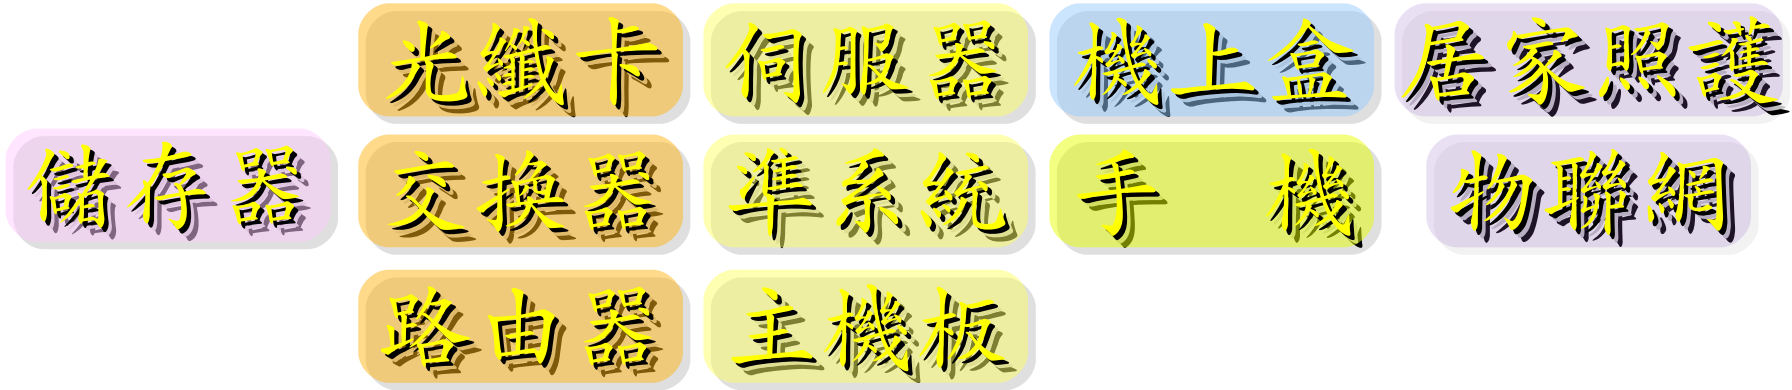 光纖卡
伺服器
機上盒
居家照護
儲存器
交換器
準系統
手 機
物聯網
路由器
主機板